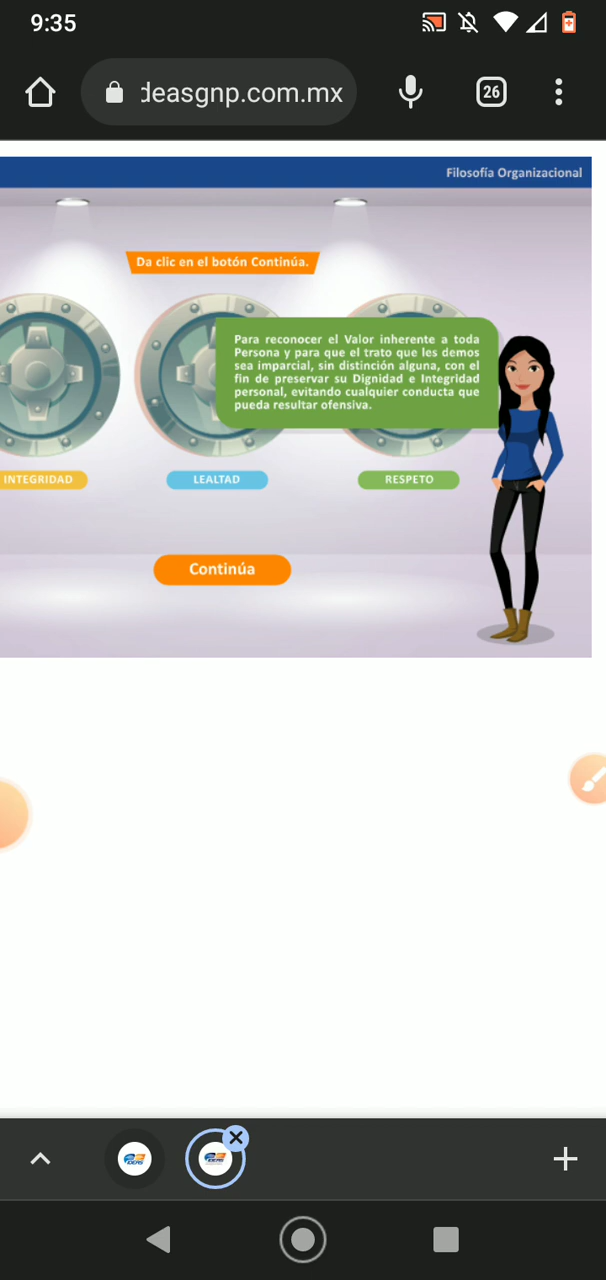 9:35
deasgnp.com.mx
26
Filosofía Organizacional
Da clic en el botón Continúa.
Para reconocer el Valor inherente a toda
Persona y para que el trato que les demos
sea imparcial, sin distinción alguna, con el
fin de preservar su Dignidad e Integridad
personal, evitando cualquier conducta que
pueda resultar ofensiva.
INTEGRIDAD
LEALTAD
RESPETO
Continúa